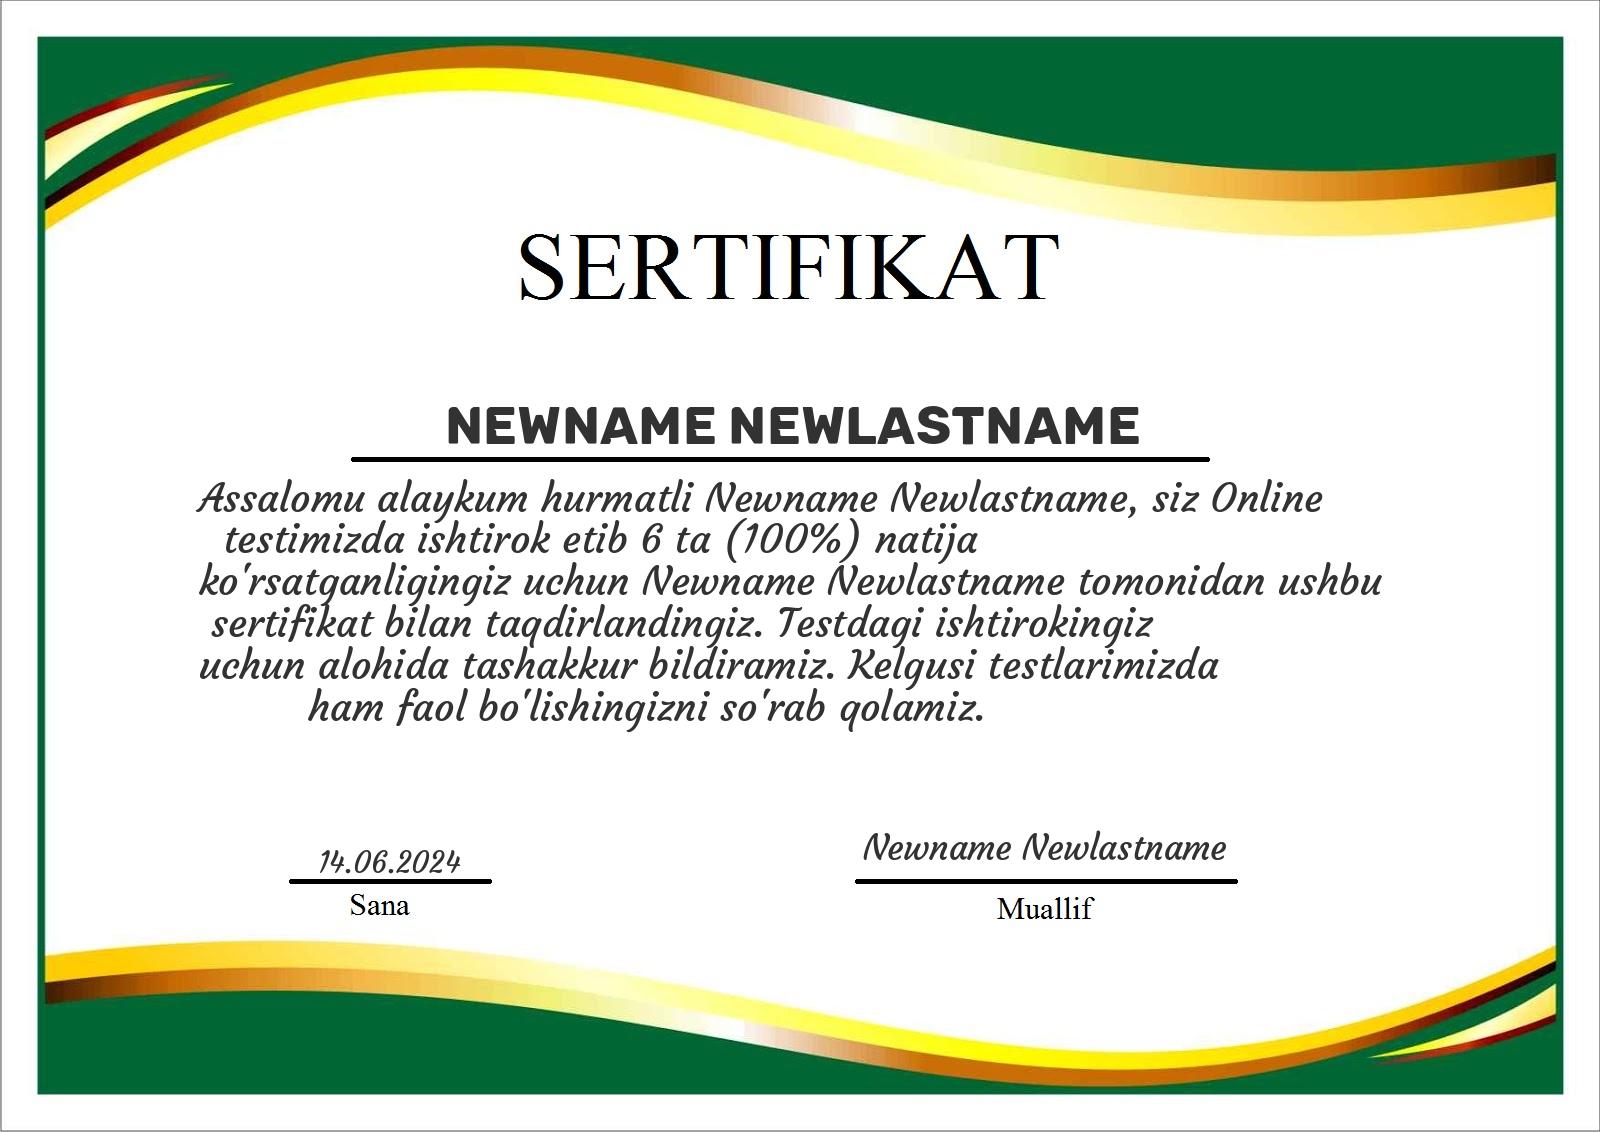 SERTIFIKAT
NEWNAME NEWLASTNAME
Assalomu alaykum hurmatli Newname Newlastname, siz Online
testimizda ishtirok etib 6 ta (100%) natija
ko'rsatganligingiz uchun Newname Newlastname tomonidan ushbu
sertifikat bilan taqdirlandingiz. Testdagi ishtirokingiz
uchun alohida tashakkur bildiramiz. Kelgusi testlarimizda
ham faol bo'lishingizni so'rab qolamiz.
14.06.2024
Sana
Newname Newlastname
Muallif